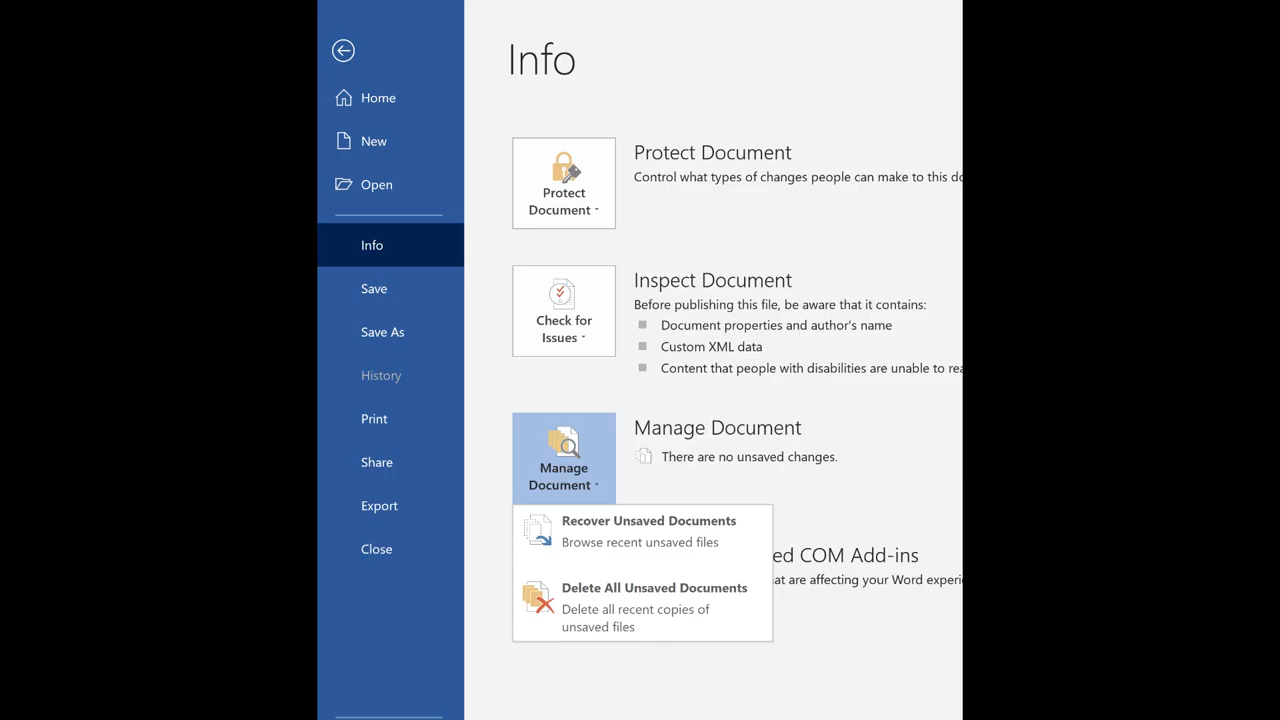 Info
Home
New
Open
Info
Save
Save As
History
Print
Share
Export
Close
Protect
Document
Protect Document
Control what types of changes people can make to this do
Check for
Issues
Inspect Document
Before publishing this file, be aware that it contains:
Document properties and author's name
Custom XML data
Content that people with disabilities are unable to rea
Manage
Document
Manage Document
There are no unsaved changes.
Recover Unsaved Documents
Browse recent unsaved files
Delete All Unsaved Documents
Delete all recent copies of
unsaved files
ed COM Add-ins
at are affecting your Word experi